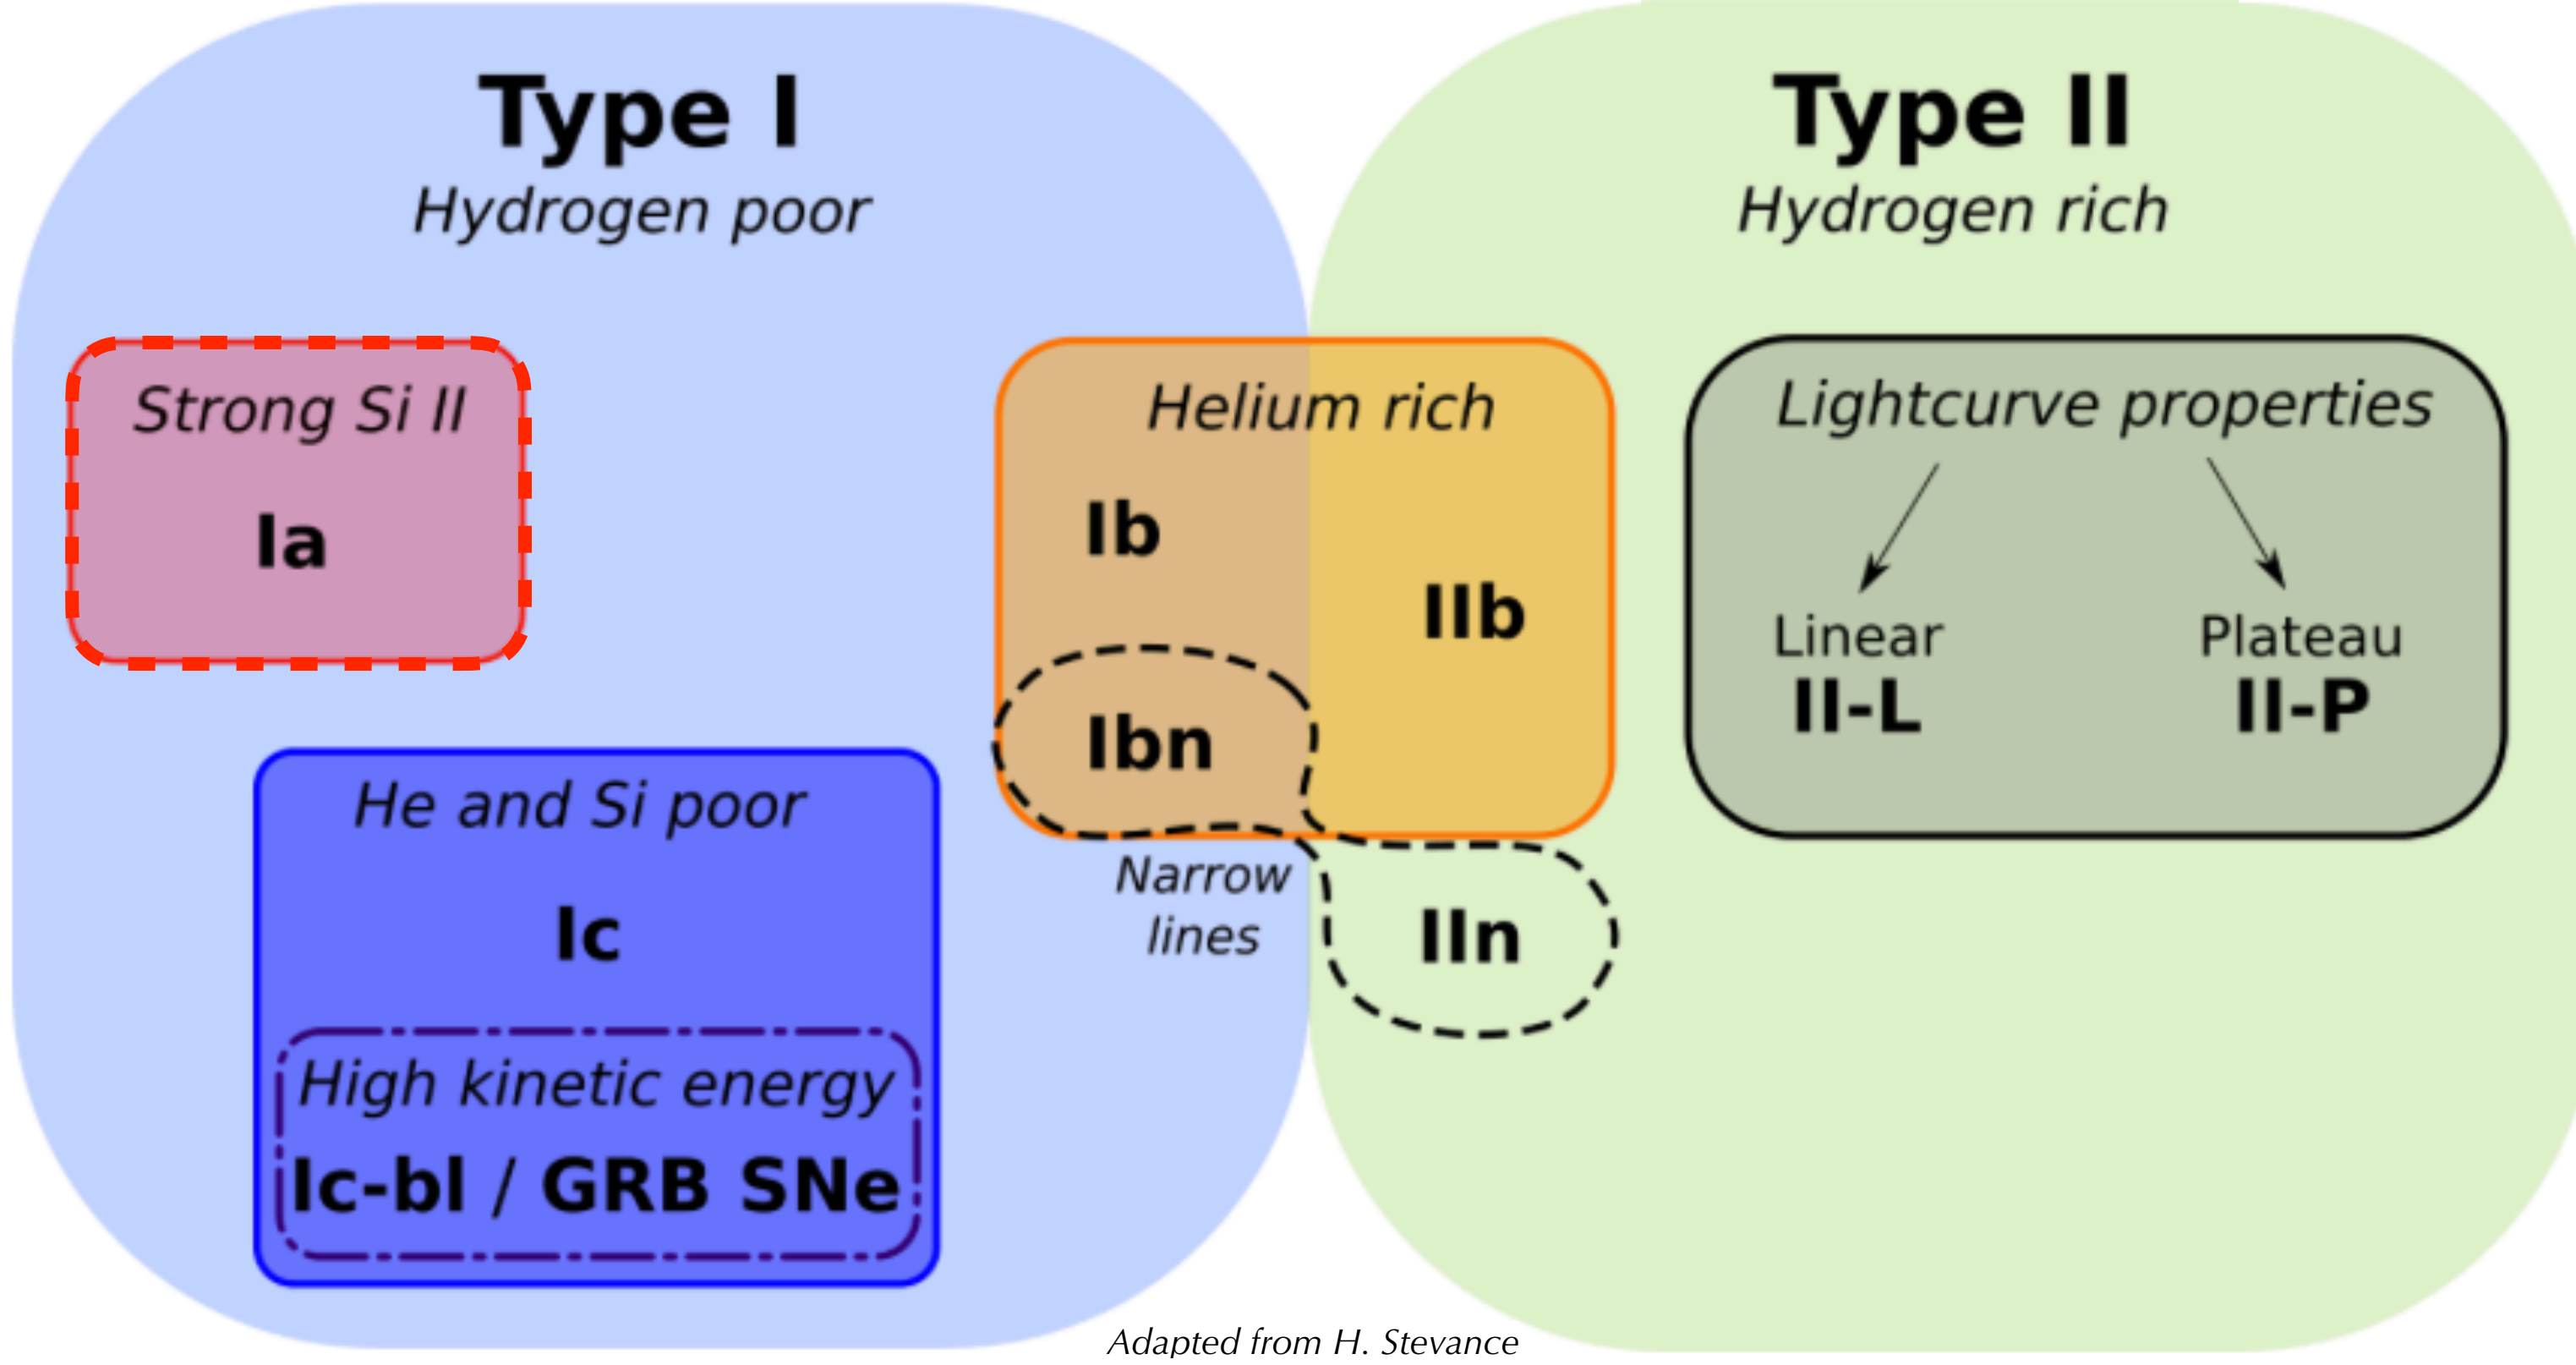 Type I
Hydrogen poor
Strong Si II
Ia
He and Si poor
Ic
High kinetic energy
Ic-bl / GRB SNe
Helium rich
Ib
IIb
Ibn
Narrow
lines
IIn
Type II
Hydrogen rich
Lightcurve properties
Linear
II-L
Plateau
II-P
Adapted from H. Stevance